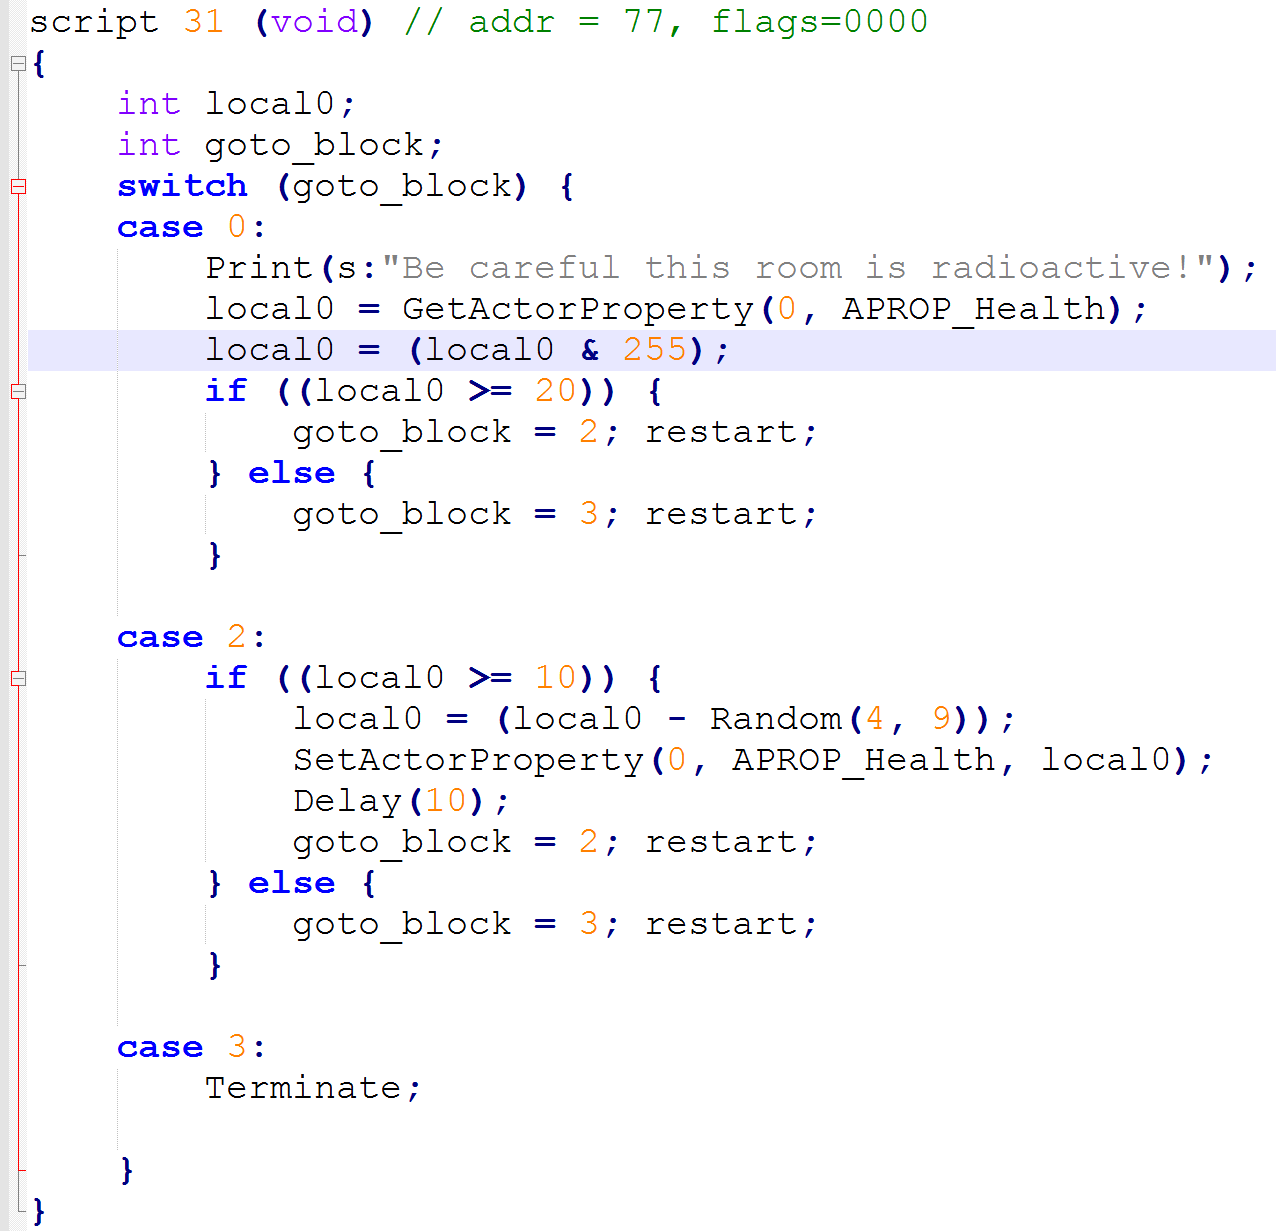 script 31 (void) // addr = 77, flags=0000
{
    int local0;
    int goto_block;
    switch (goto_block) {
    case 0:
        Print(s:"Be careful this room is radioactive!");
        local0 = GetActorProperty(0, APROP_Health);
        local0 = (local0 & 255);
        if ((local0 >= 20)) {
            goto_block = 2; restart;
        } else {
            goto_block = 3; restart;
        }
    case 2:
        if ((local0 >= 10)) {
            local0 = (local0 - Random(4, 9));
            SetActorProperty(0, APROP_Health, local0);
            Delay(10);
            goto_block = 2; restart;
        } else {
            goto_block = 3; restart;
        }
    case 3:
        Terminate;
    }
}